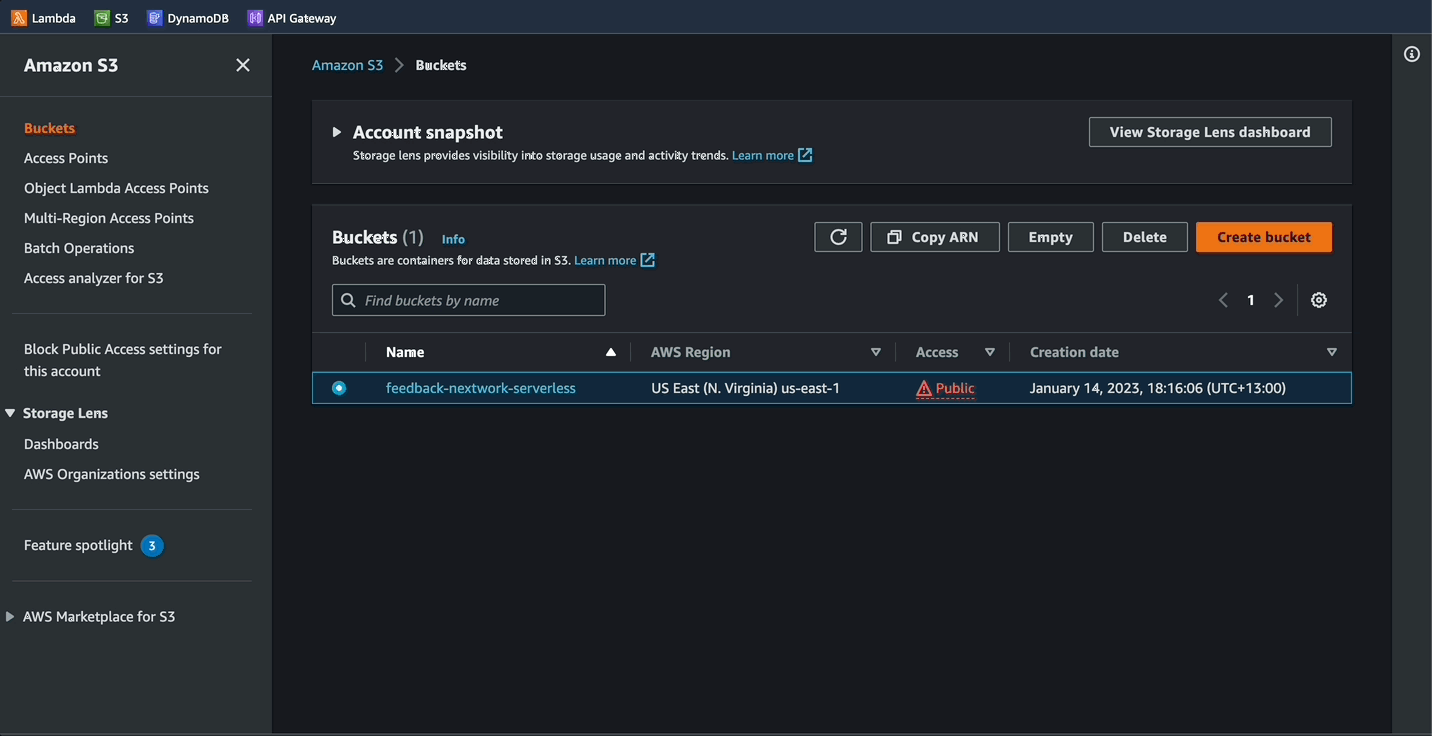 Lambda S3 DynamoDB API Gateway
Amazon S3
Buckets
Access Points
Object Lambda Access Points
Multi-Region Access Points
Batch Operations
Access analyzer for S3
Block Public Access settings for
this account
Storage Lens
Dashboards
AWS Organizations settings
Feature spotlight 3
AWS Marketplace for S3
Amazon S3 Buckets
Account snapshot
Storage lens provides visibility into storage usage and activity trends. Learn more
View Storage Lens dashboard
Buckets (1) Info
Buckets are containers for data stored in S3. Learn more
Copy ARN Empty Delete Create bucket
Find buckets by name
1
Name AWS Region Access Creation date
feedback-nextwork-serverless US East (N. Virginia) us-east-1 Public January 14, 2023, 18:16:06 (UTC+13:00)